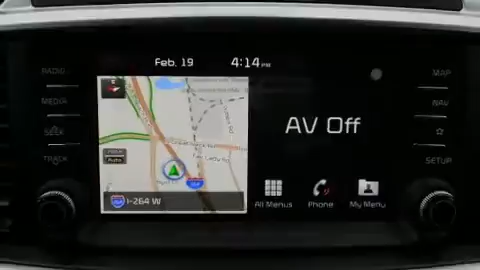 Feb. 19 4:14 PM
RADIO
MEDIA
SEEK
TRACK
MAP
NAV
SETUP
AV Off
Auto
I-264 W
All Menus Phone My Menu